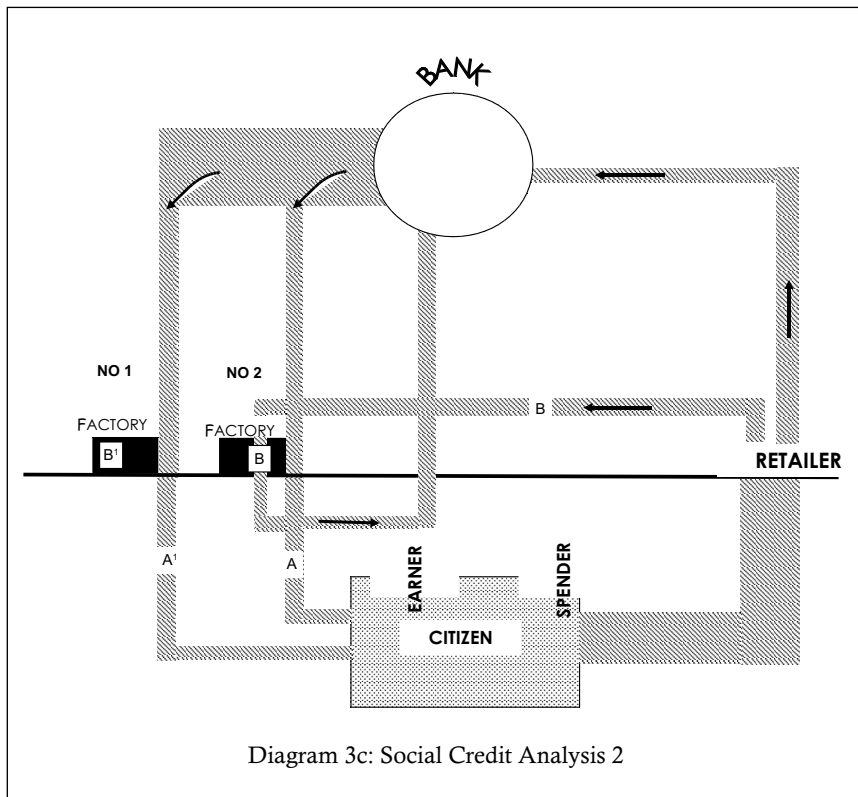 BANK
NO 1
NO 2
FACTORY
FACTORY
B
B¹
B
RETAILER
A¹
A
EARNER
SPENDER
CITIZEN
Diagram 3c: Social Credit Analysis 2